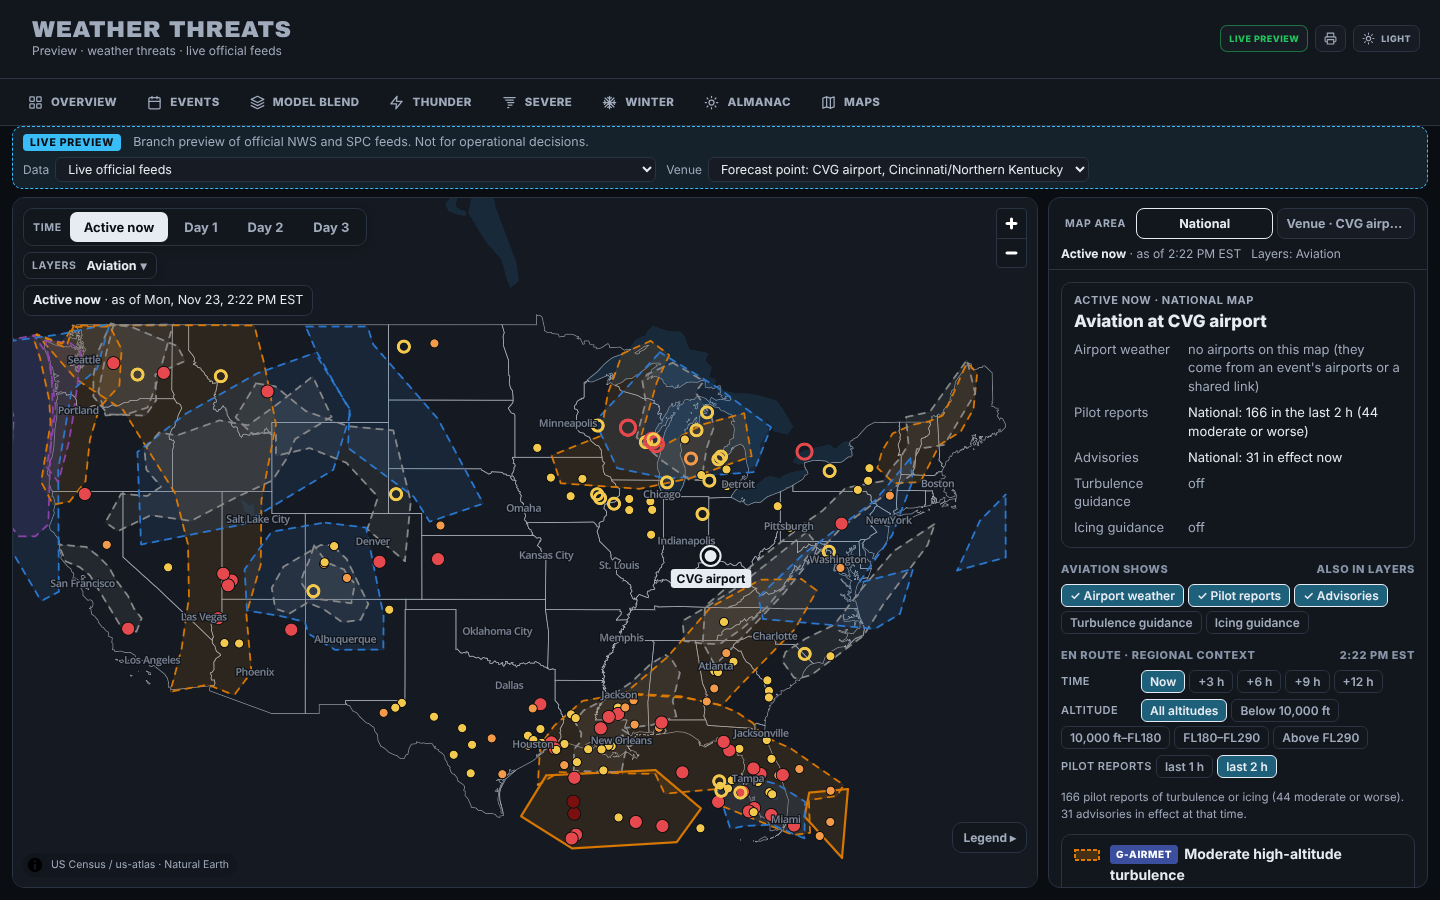 WEATHER THREATS
Preview · weather threats · live official feeds
LIVE PREVIEW
LIGHT
OVERVIEW
EVENTS
MODEL BLEND
THUNDER
SEVERE
WINTER
ALMANAC
MAPS
LIVE PREVIEW Branch preview of official NWS and SPC feeds. Not for operational decisions.
Data Live official feeds Venue Forecast point: CVG airport, Cincinnati/Northern Kentucky
TIME Active now Day 1 Day 2 Day 3
LAYERS Aviation ▾
Active now · as of Mon, Nov 23, 2:22 PM EST
+
−
Seattle
Portland
Minneapolis
Boston
Detroit
Chicago
Omaha
Salt Lake City
New York
Pittsburgh
Denver
Indianapolis
Kansas City
St. Louis
Washington
San Francisco
CVG airport
Las Vegas
Oklahoma City
Memphis
Charlotte
Albuquerque
Los Angeles
Phoenix
Atlanta
Dallas
Jackson
Houston
New Orleans
Jacksonville
Tampa
Miami
Legend ▸
US Census / us-atlas · Natural Earth
MAP AREA National Venue · CVG airp...
Active now · as of 2:22 PM EST Layers: Aviation
ACTIVE NOW · NATIONAL MAP
Aviation at CVG airport
Airport weather no airports on this map (they
come from an event's airports or a
shared link)
Pilot reports National: 166 in the last 2 h (44
moderate or worse)
Advisories National: 31 in effect now
Turbulence off
guidance
Icing guidance off
AVIATION SHOWS ALSO IN LAYERS
✓ Airport weather ✓ Pilot reports ✓ Advisories
Turbulence guidance Icing guidance
EN ROUTE · REGIONAL CONTEXT 2:22 PM EST
TIME Now +3 h +6 h +9 h +12 h
ALTITUDE All altitudes Below 10,000 ft
10,000 ft–FL180 FL180–FL290 Above FL290
PILOT REPORTS last 1 h last 2 h
166 pilot reports of turbulence or icing (44 moderate or worse).
31 advisories in effect at that time.
G-AIRMET Moderate high-altitude
turbulence